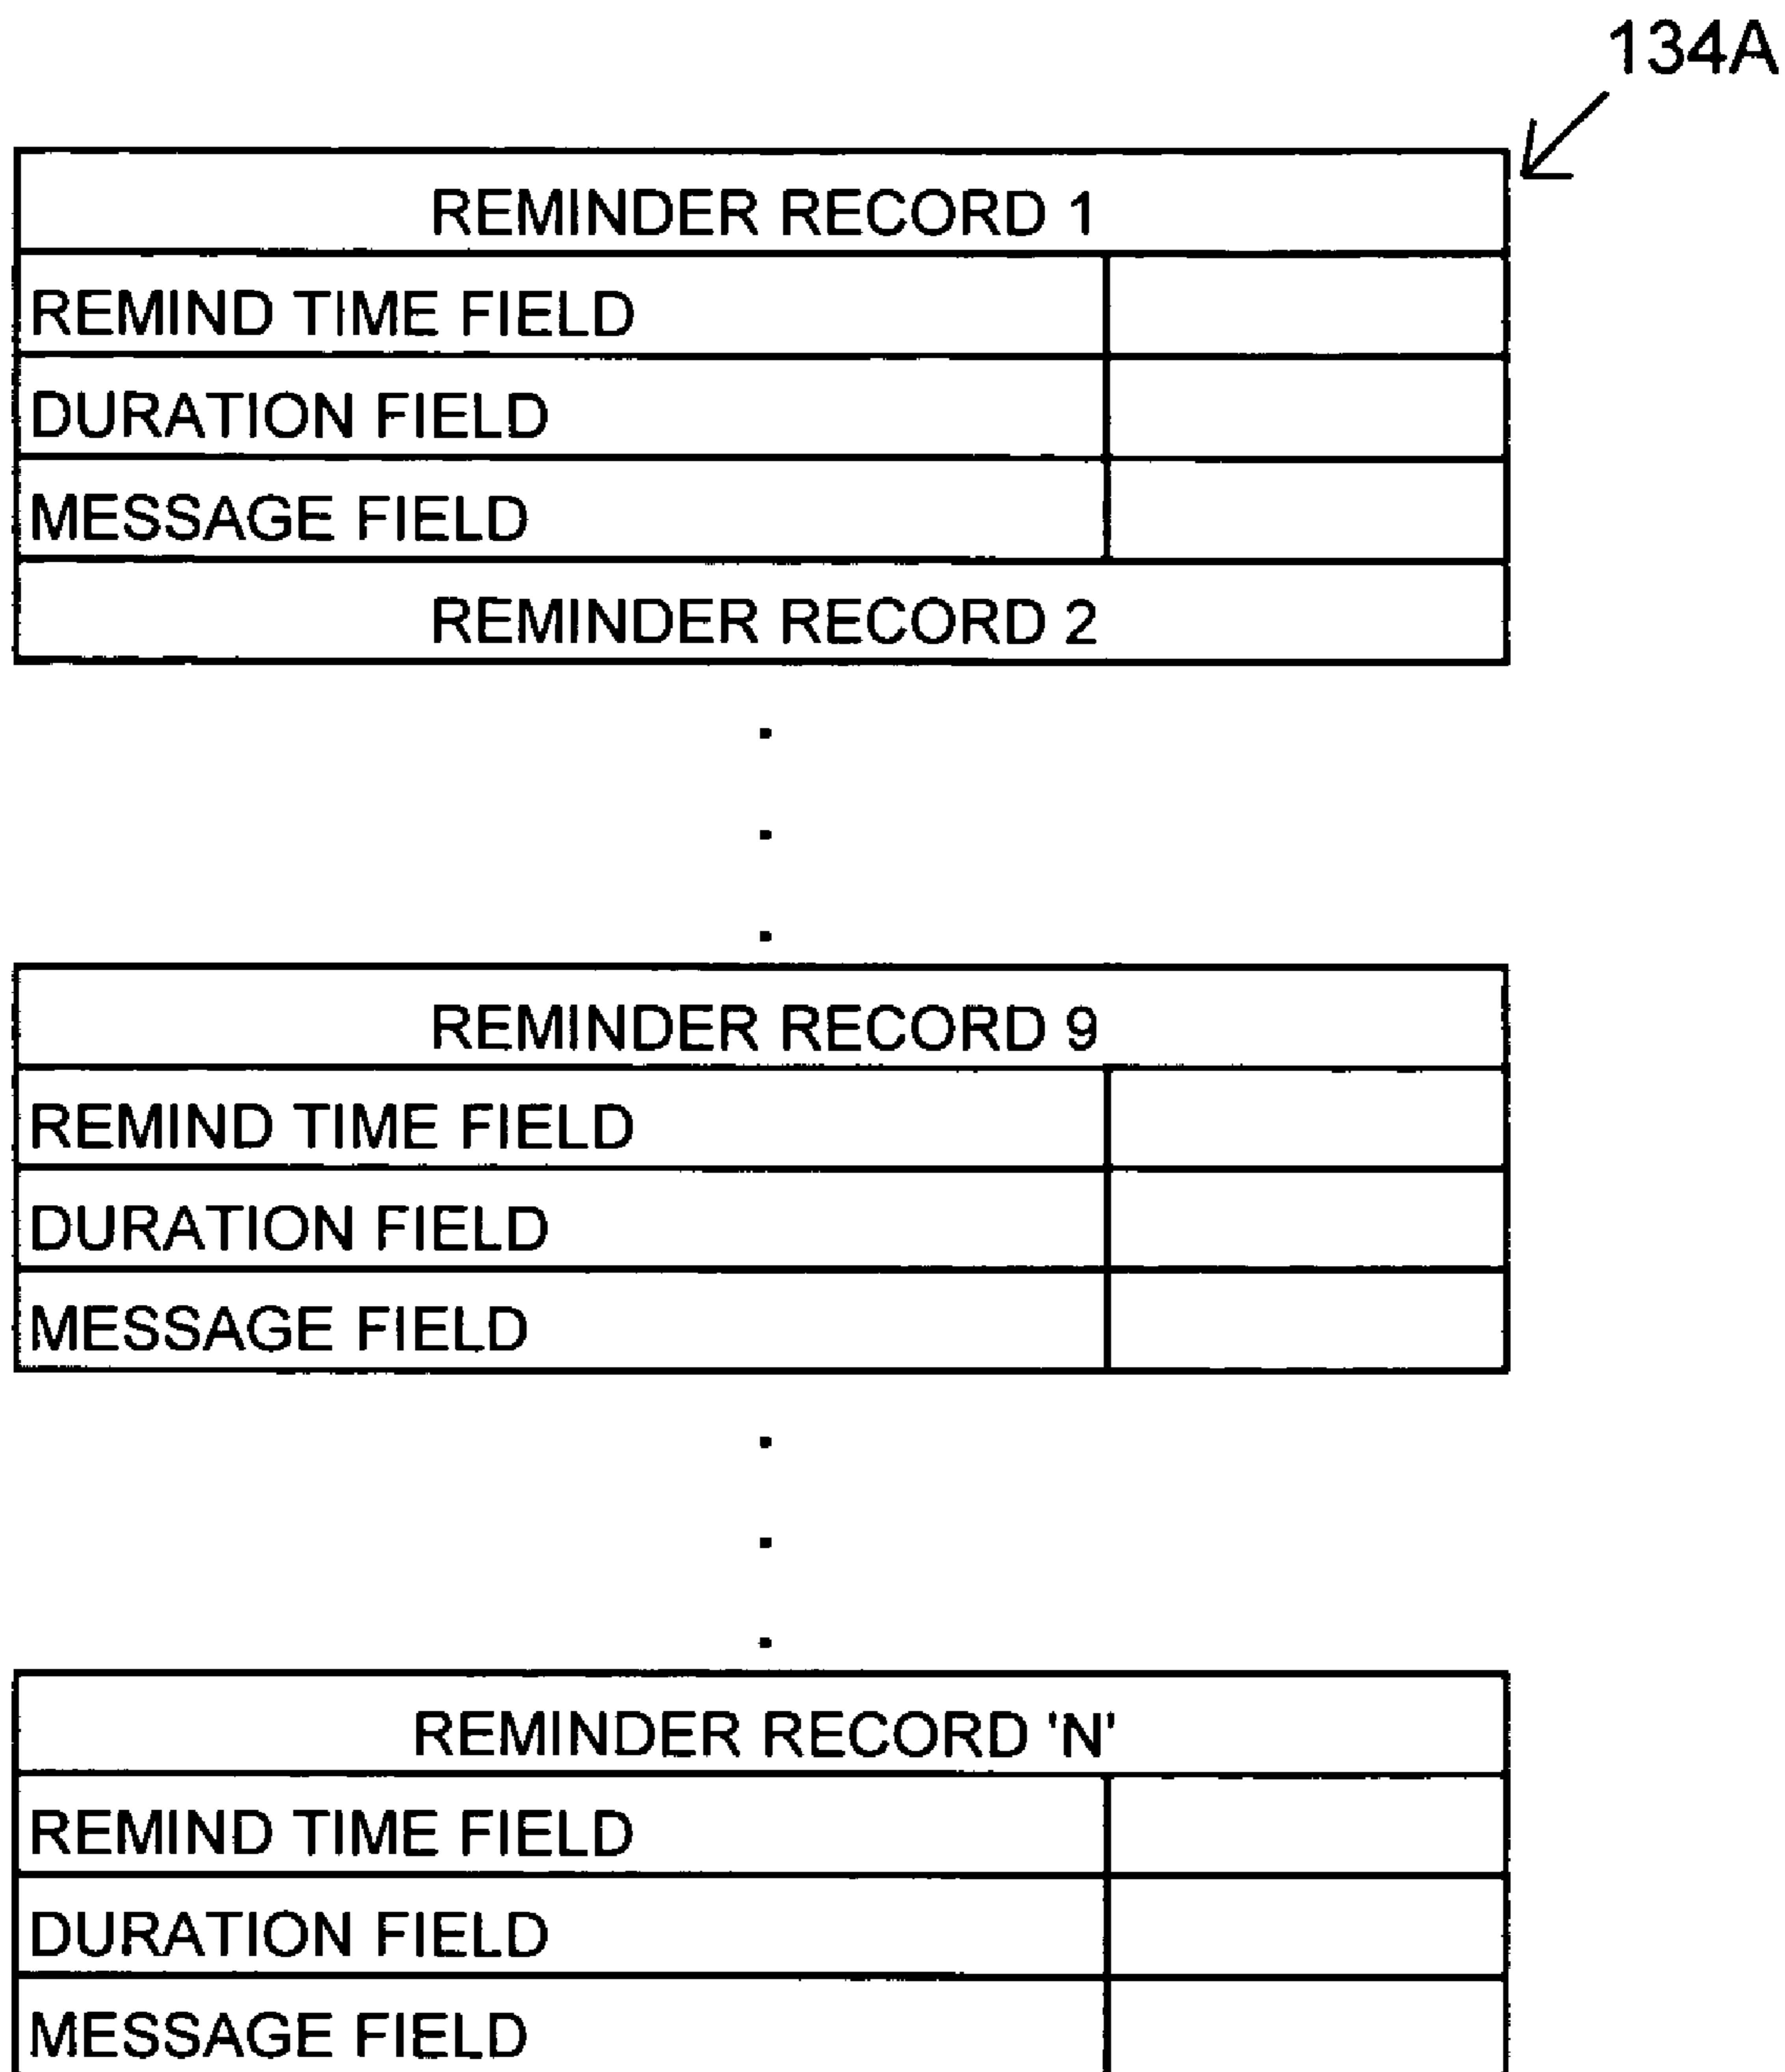 134A
REMINDER RECORD 1
REMIND TIME FIELD
DURATION FIELD
MESSAGE FIELD
REMINDER RECORD 2
REMINDER RECORD 9
REMIND TIME FIELD
DURATION FIELD
MESSAGE FIELD
REMINDER RECORD 'N'
REMIND TIME FIELD
DURATION FIELD
MESSAGE FIELD